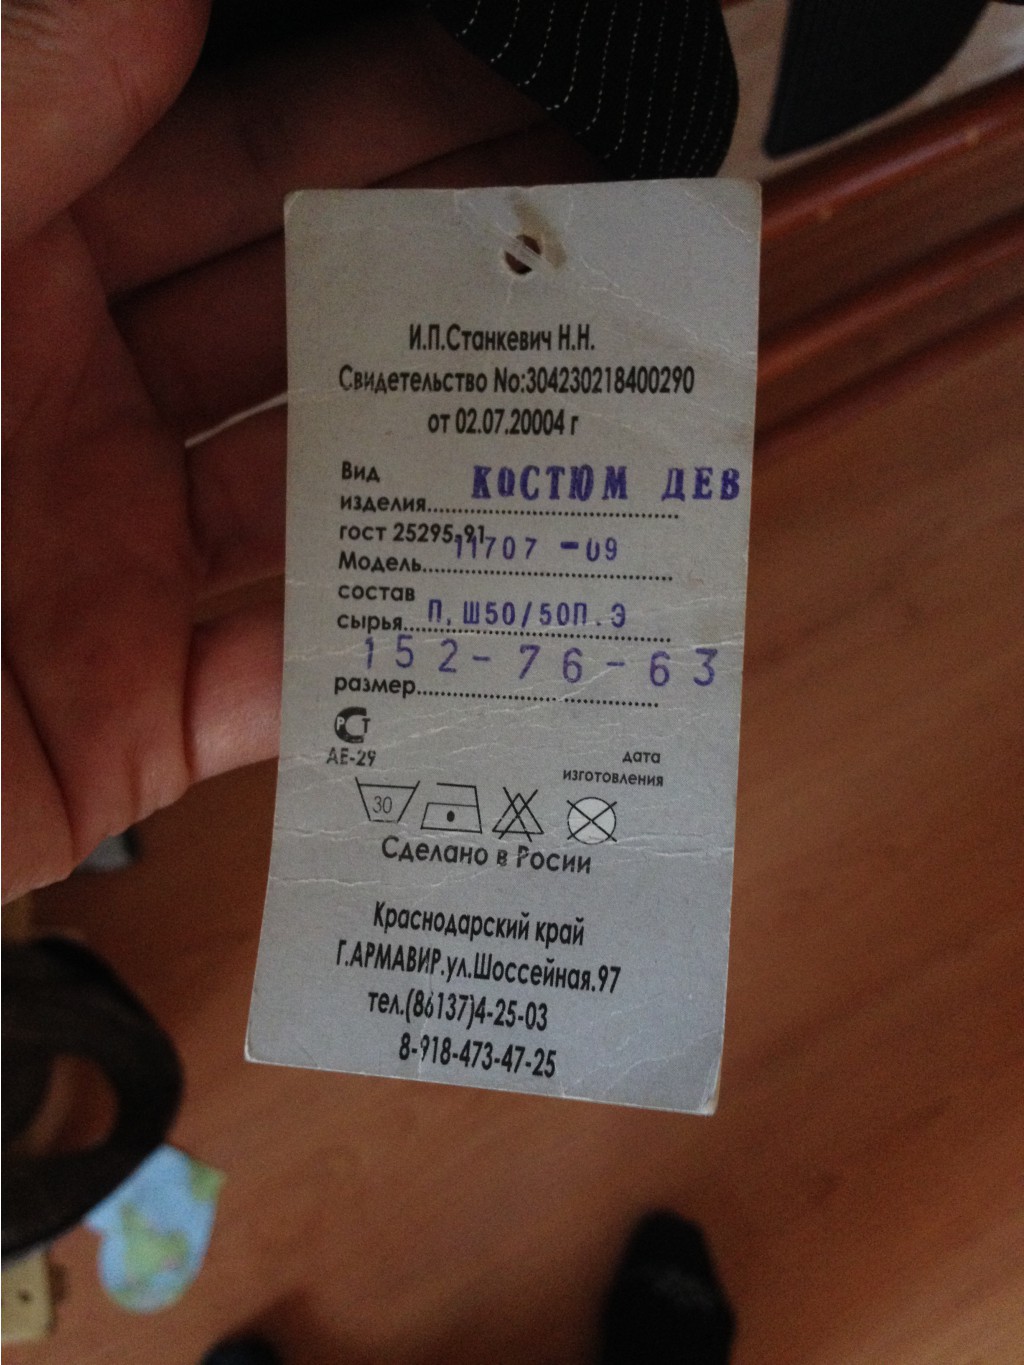 И.П.Станкевич Н.Н.
Свидетельство No:304230218400290
от 02.07.20004 г
Вид
изделия..... КОСТЮМ ДЕВ
гост 25295-91
Модель..... 11707 -09
состав
сырья..... П.Ш50/50П.Э
152-76-63
размер.....
РСТ
АЕ-29
дата
изготовления
30
Сделано в Росии
Краснодарский край
Г.АРМАВИР.ул.Шоссейная.97
тел.(86137)4-25-03
8-918-473-47-25